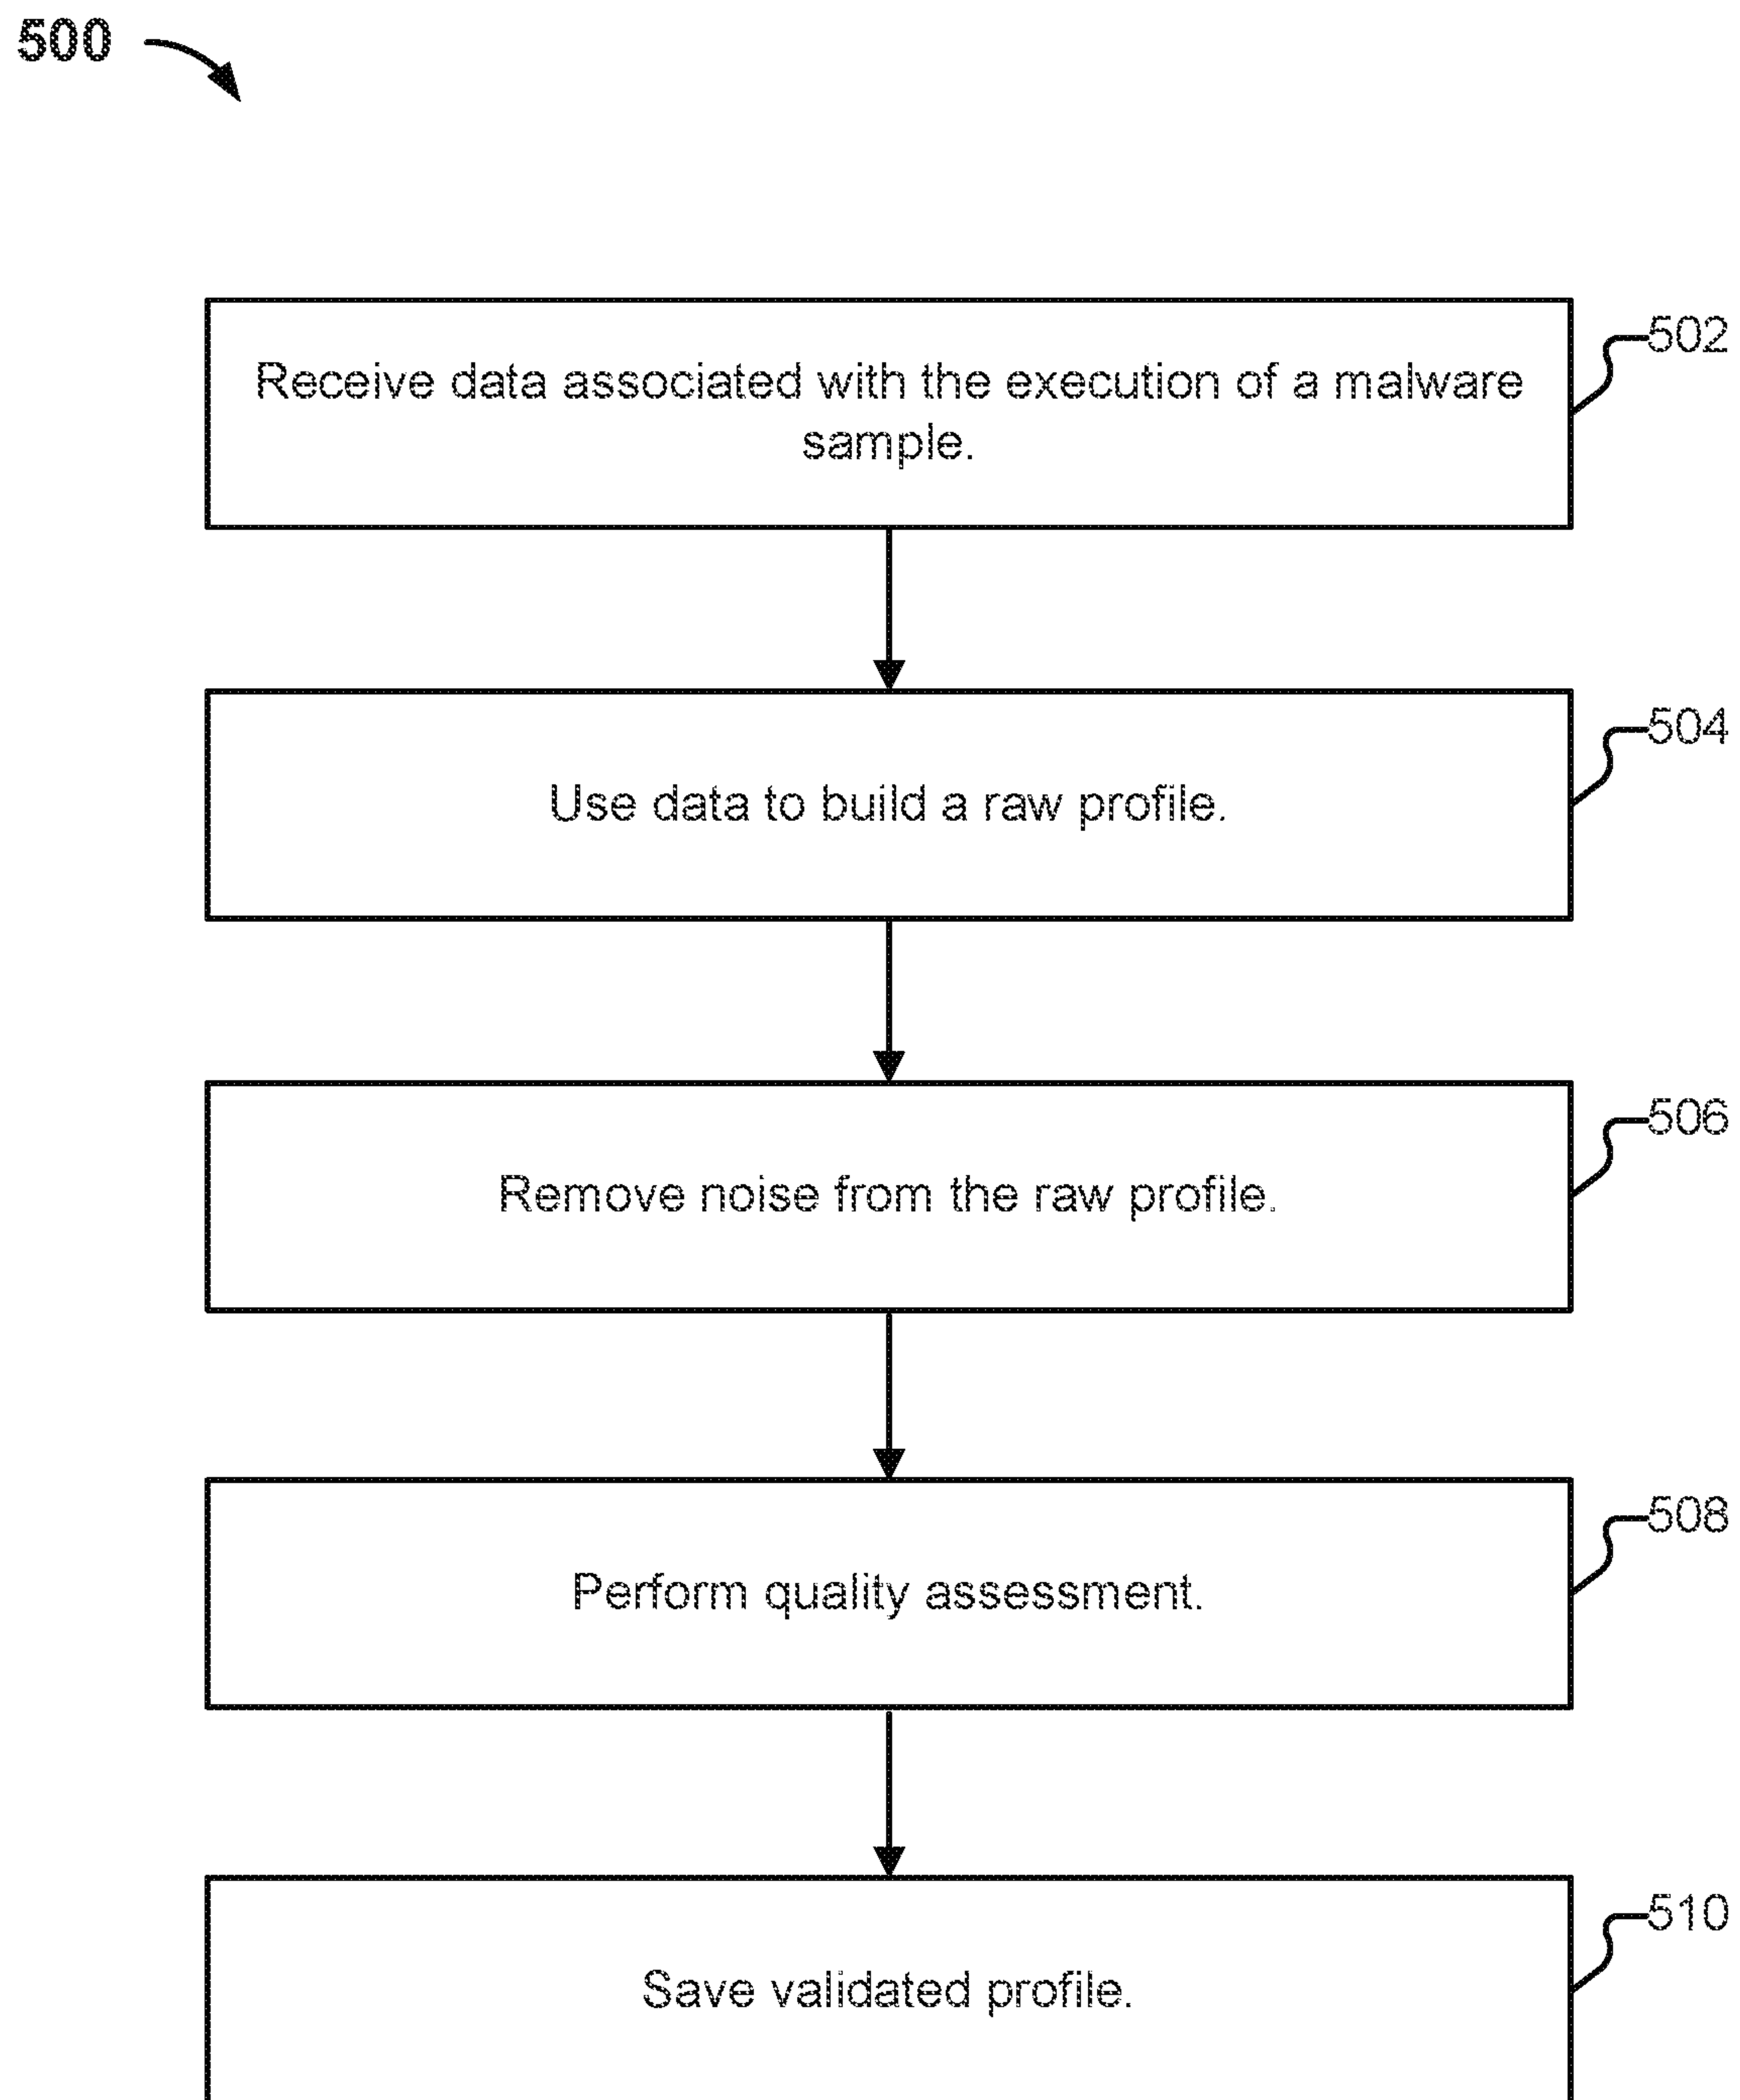 500
502
Receive data associated with the execution of a malware
sample.
504
Use data to build a raw profile.
506
Remove noise from the raw profile.
508
Perform quality assessment.
510
Save validated profile.